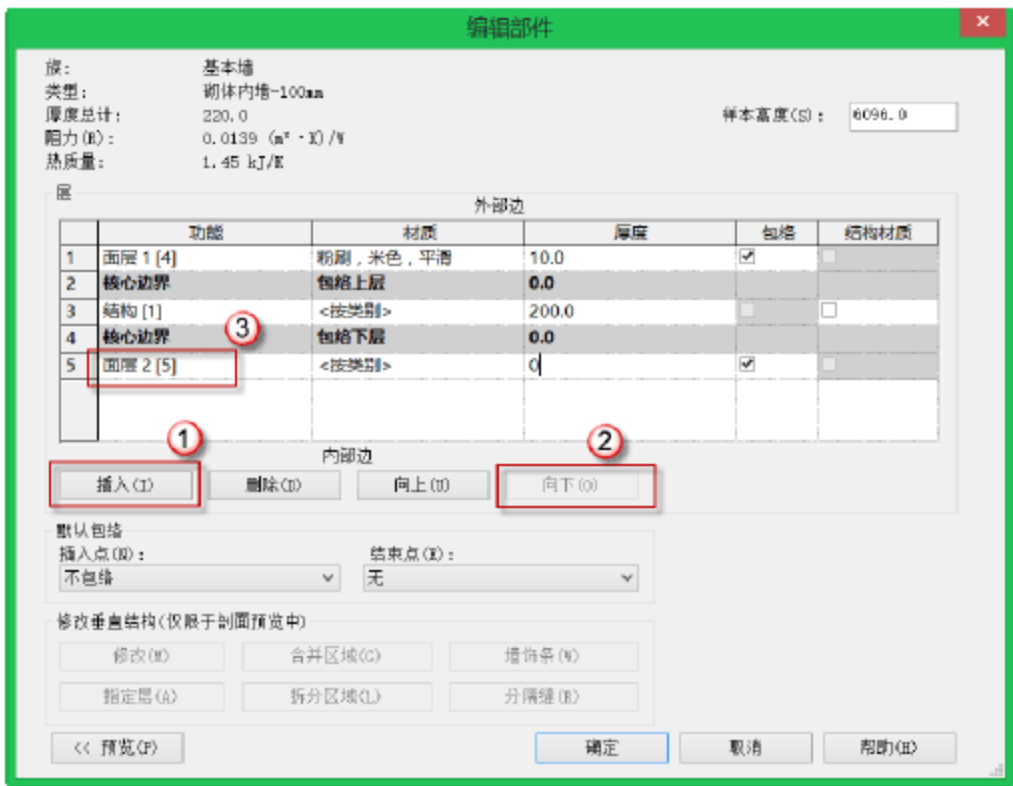 编辑部件
族: 基本墙
类型: 砌体内墙-100mm
厚度总计: 220.0 样本高度(S): 6096.0
阻力(R): 0.0139 (m²·K)/W
热质量: 1.45 kJ/K
层
外部边
功能 材质 厚度 包络 结构材质
1 面层 1 [4] 粉刷，米色，平滑 10.0
2 核心边界 包络上层 0.0
3 结构 [1] <按类别> 200.0
4 核心边界 包络下层 0.0
③
5 面层 2 [5] <按类别> 0
① ②
内部边
插入(I) 删除(D) 向上(U) 向下(O)
默认包络
插入点(N): 结束点(E):
不包络 无
修改垂直结构(仅限于剖面预览中)
修改(M) 合并区域(G) 墙饰条(W)
指定层(A) 拆分区域(L) 分隔缝(R)
<< 预览(P) 确定 取消 帮助(H)